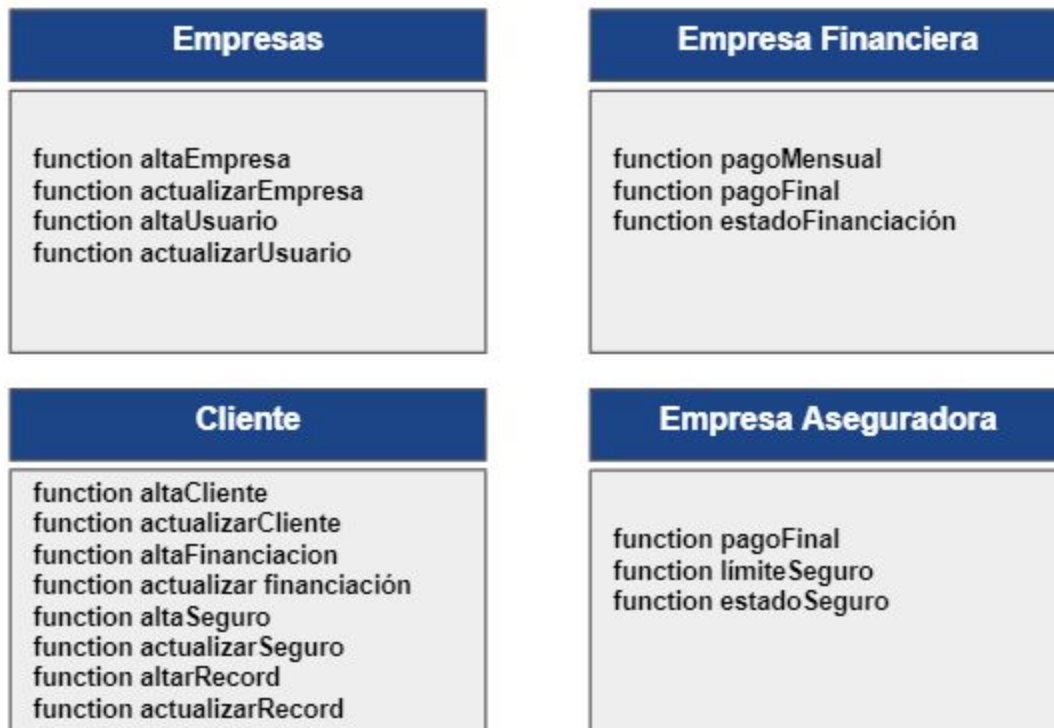 Empresas
function altaEmpresa
function actualizarEmpresa
function altaUsuario
function actualizarUsuario
Empresa Financiera
function pagoMensual
function pagoFinal
function estadoFinanciación
Cliente
function altaCliente
function actualizarCliente
function altaFinanciacion
function actualizar financiación
function altaSeguro
function actualizarSeguro
function altarRecord
function actualizarRecord
Empresa Aseguradora
function pagoFinal
function límiteSeguro
function estadoSeguro